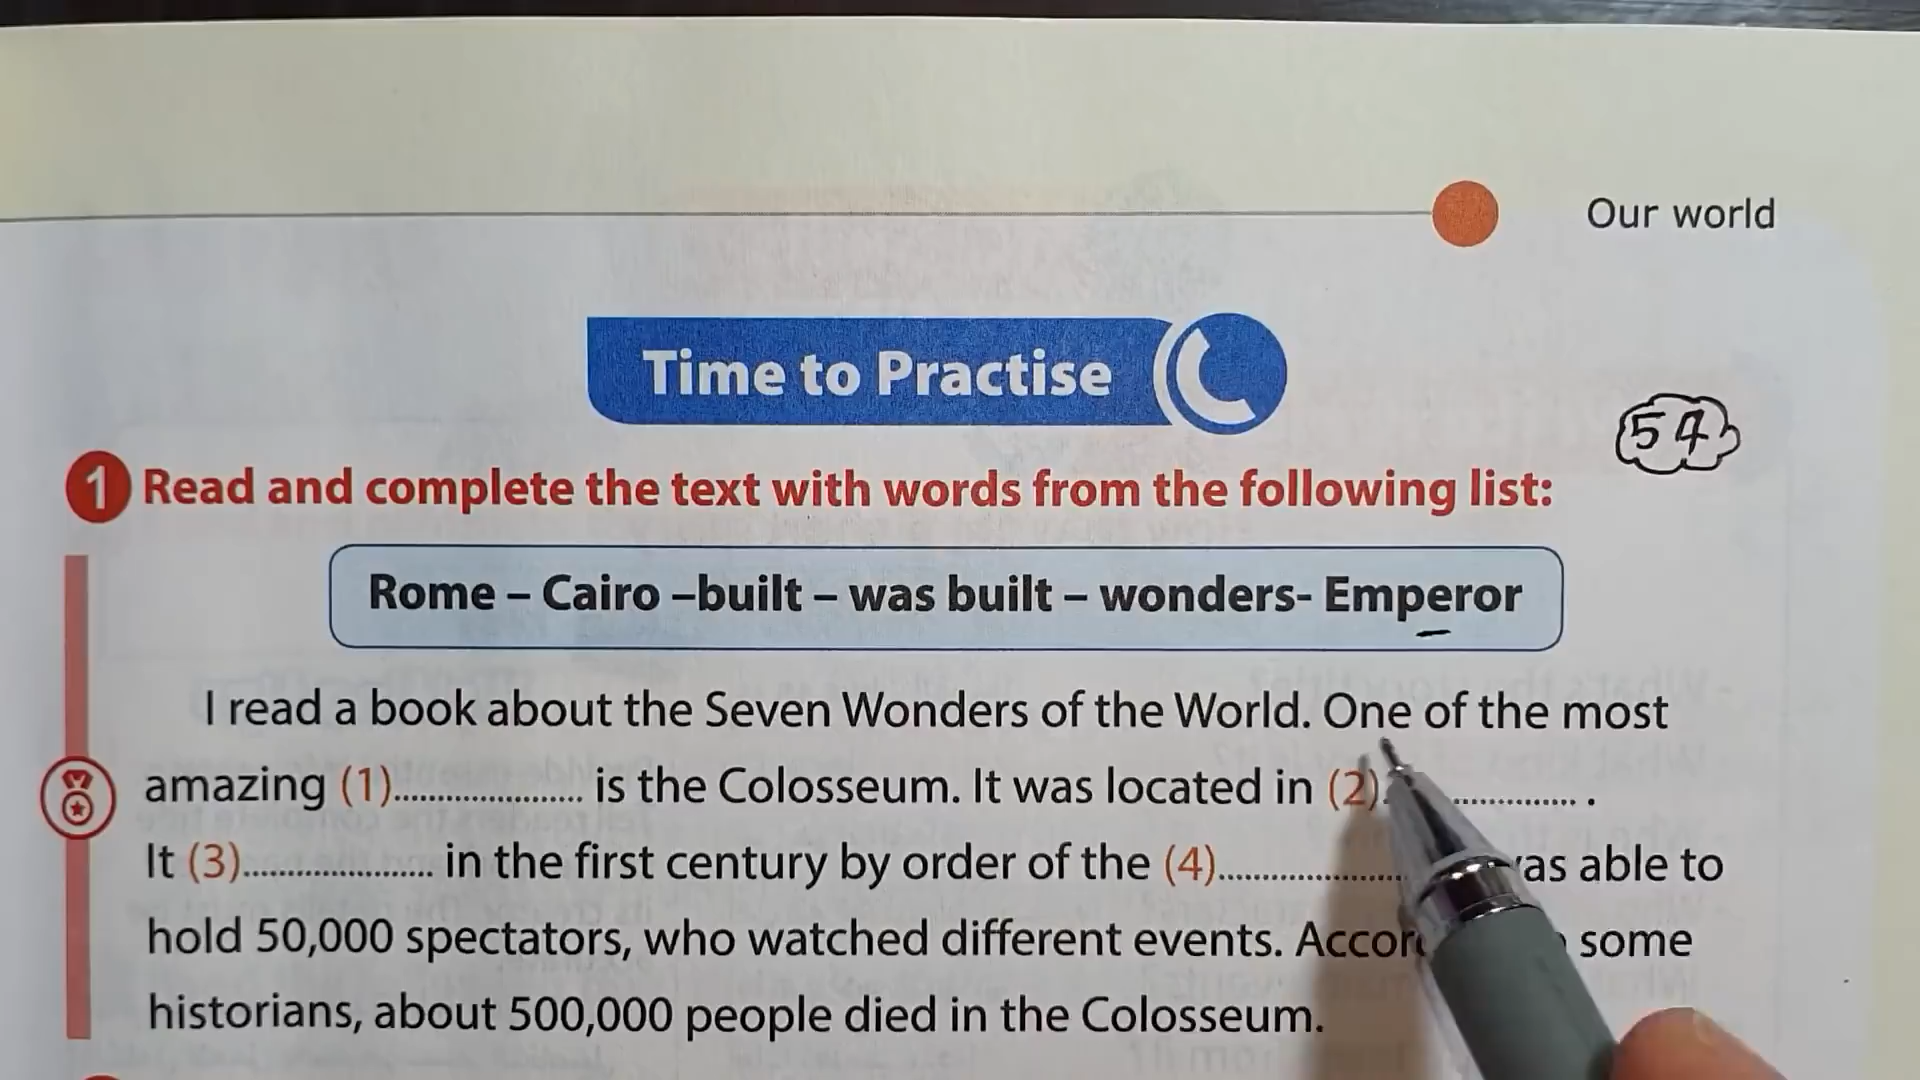 Our world
Time to Practise
54
1 Read and complete the text with words from the following list:
Rome – Cairo –built – was built – wonders- Emperor
I read a book about the Seven Wonders of the World. One of the most
amazing (1)..................... is the Colosseum. It was located in (2). .............. .
It (3)..................... in the first century by order of the (4)..................... was able to
hold 50,000 spectators, who watched different events. some
historians, about 500,000 people died in the Colosseum.